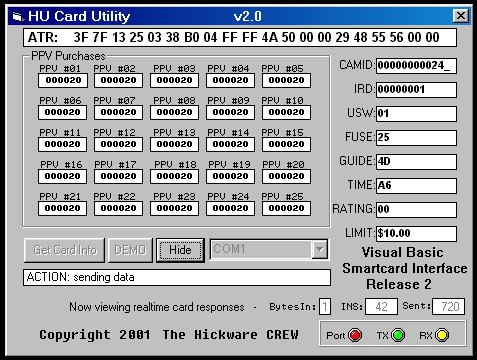 HU Card Utility v2.0
ATR: 3F 7F 13 25 03 38 B0 04 FF FF 4A 50 00 00 29 48 55 56 00 00
PPV Purchases
PPV #01 PPV #02 PPV #03 PPV #04 PPV #05
000020 000020 000020 000020 000020
PPV #06 PPV #07 PPV #08 PPV #09 PPV #10
000020 000020 000020 000020 000020
PPV #11 PPV #12 PPV #13 PPV #14 PPV #15
000020 000020 000020 000020 000020
PPV #16 PPV #17 PPV #18 PPV #19 PPV #20
000020 000020 000020 000020 000020
PPV #21 PPV #22 PPV #23 PPV #24 PPV #25
000020 000020 000020 000020 000020
CAMID: 00000000024_
IRD: 00000001
USW: 01
FUSE: 25
GUIDE: 4D
TIME: A6
RATING: 00
LIMIT: $10.00
Get Card Info DEMO Hide COM1
Visual Basic
Smartcard Interface
Release 2
ACTION: sending data
Now viewing realtime card responses - BytesIn: 1 INS: 42 Sent: 720
Copyright 2001 The Hickware CREW
Port TX RX